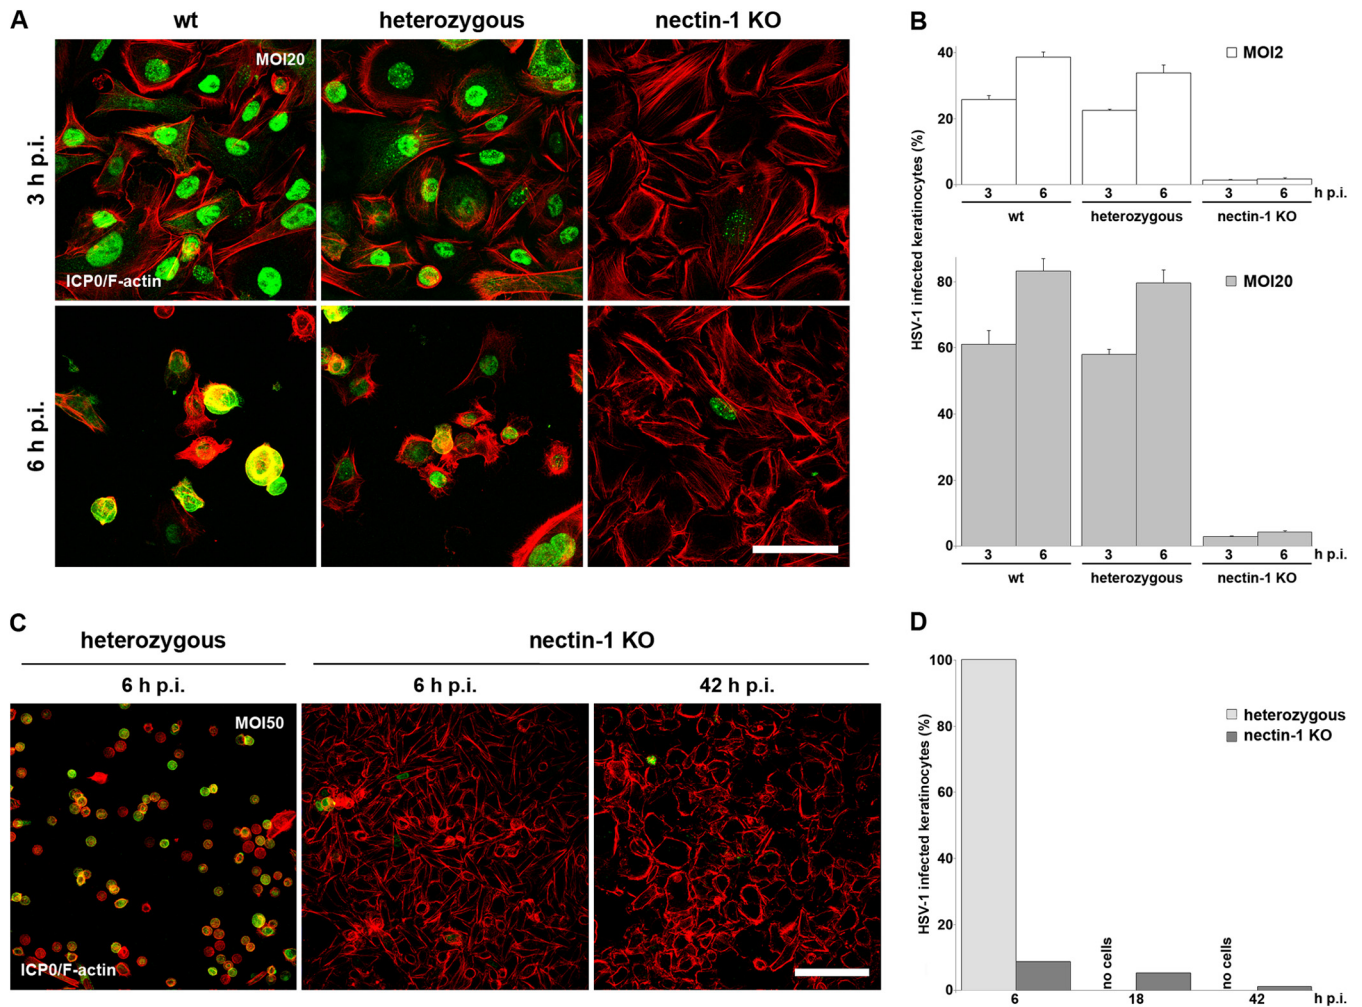 A
wt
heterozygous
nectin-1 KO
3 h p.i.
MOI20
ICP0/F-actin
6 h p.i.
B
HSV-1 infected keratinocytes (%)
40
20
0
MOI2
3 6 3 6 3 6 h p.i.
wt heterozygous nectin-1 KO
80
60
40
20
0
MOI20
3 6 3 6 3 6 h p.i.
wt heterozygous nectin-1 KO
C
heterozygous
nectin-1 KO
6 h p.i.
6 h p.i.
42 h p.i.
MOI50
ICP0/F-actin
D
HSV-1 infected keratinocytes (%)
100
80
60
40
20
0
heterozygous
nectin-1 KO
no cells
no cells
6 18 42 h p.i.